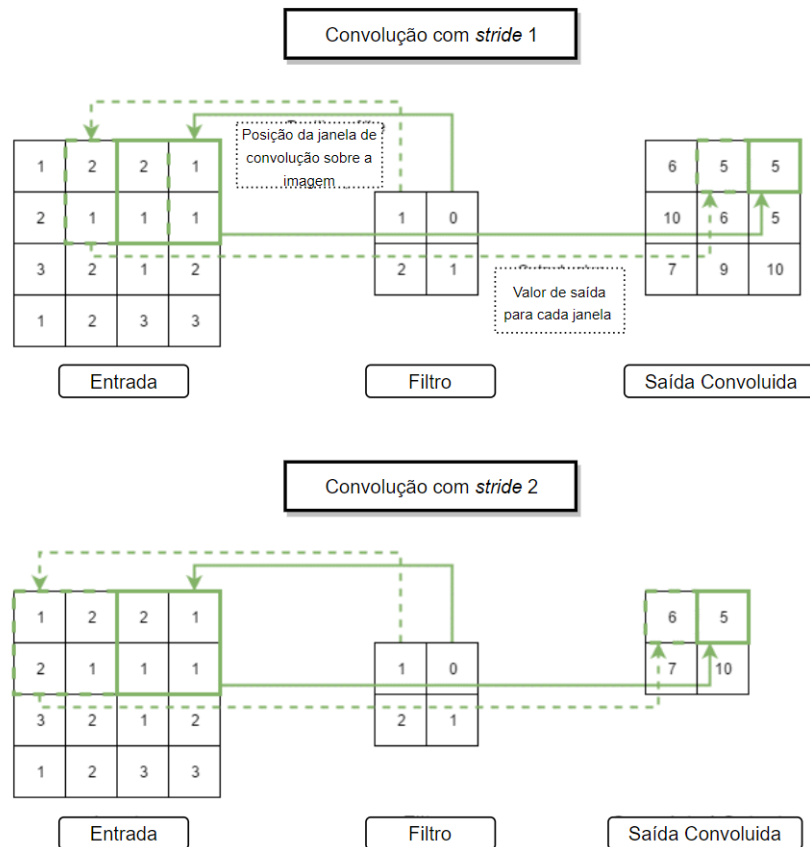 Convolução com stride 1
Posição da janela de
convolução sobre a
imagem
1 2 2 1
2 1 1 1
3 2 1 2
1 2 3 3
1 0
2 1
6 5 5
10 6 5
7 9 10
Valor de saída
para cada janela
Entrada
Filtro
Saída Convoluida
Convolução com stride 2
1 2 2 1
2 1 1 1
3 2 1 2
1 2 3 3
1 0
2 1
6 5
7 10
Entrada
Filtro
Saída Convoluida